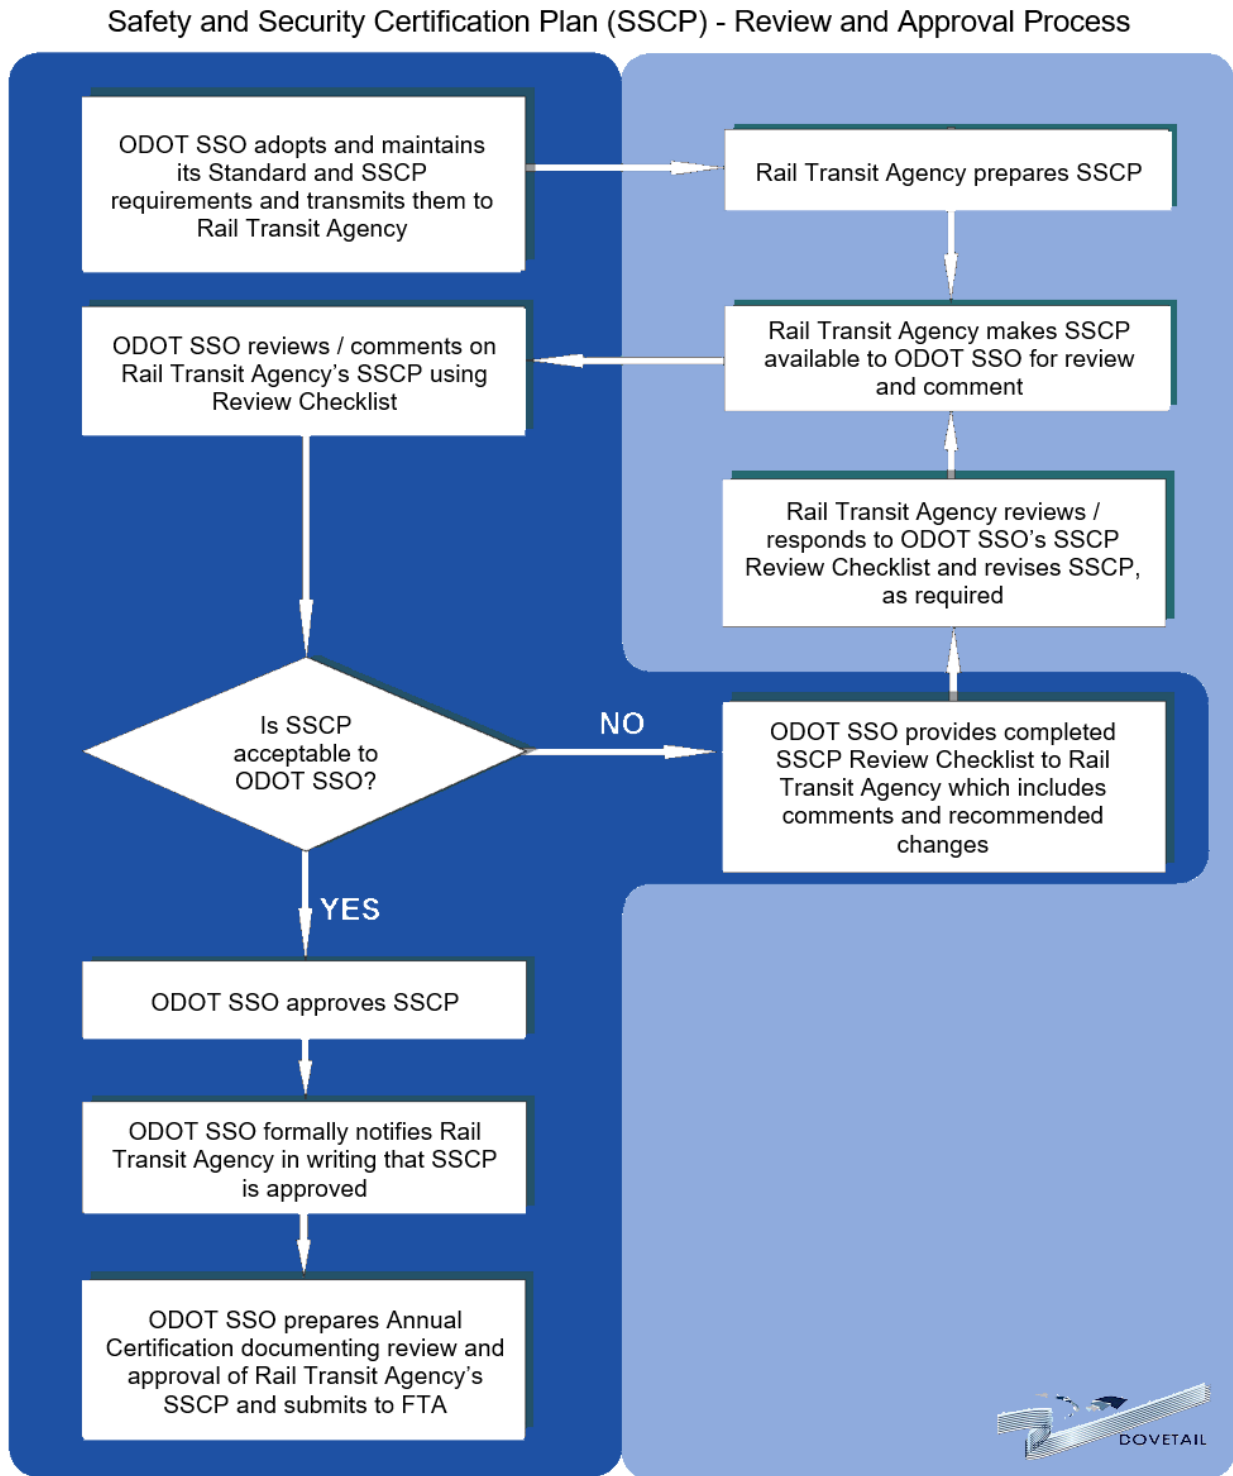 Safety and Security Certification Plan (SSCP) - Review and Approval Process
ODOT SSO adopts and maintains
its Standard and SSCP
requirements and transmits them to
Rail Transit Agency
Rail Transit Agency prepares SSCP
Rail Transit Agency makes SSCP
available to ODOT SSO for review
and comment
ODOT SSO reviews / comments on
Rail Transit Agency’s SSCP using
Review Checklist
Rail Transit Agency reviews /
responds to ODOT SSO’s SSCP
Review Checklist and revises SSCP,
as required
Is SSCP
acceptable to
ODOT SSO?
NO
ODOT SSO provides completed
SSCP Review Checklist to Rail
Transit Agency which includes
comments and recommended
changes
YES
ODOT SSO approves SSCP
ODOT SSO formally notifies Rail
Transit Agency in writing that SSCP
is approved
ODOT SSO prepares Annual
Certification documenting review and
approval of Rail Transit Agency’s
SSCP and submits to FTA
DOVETAIL